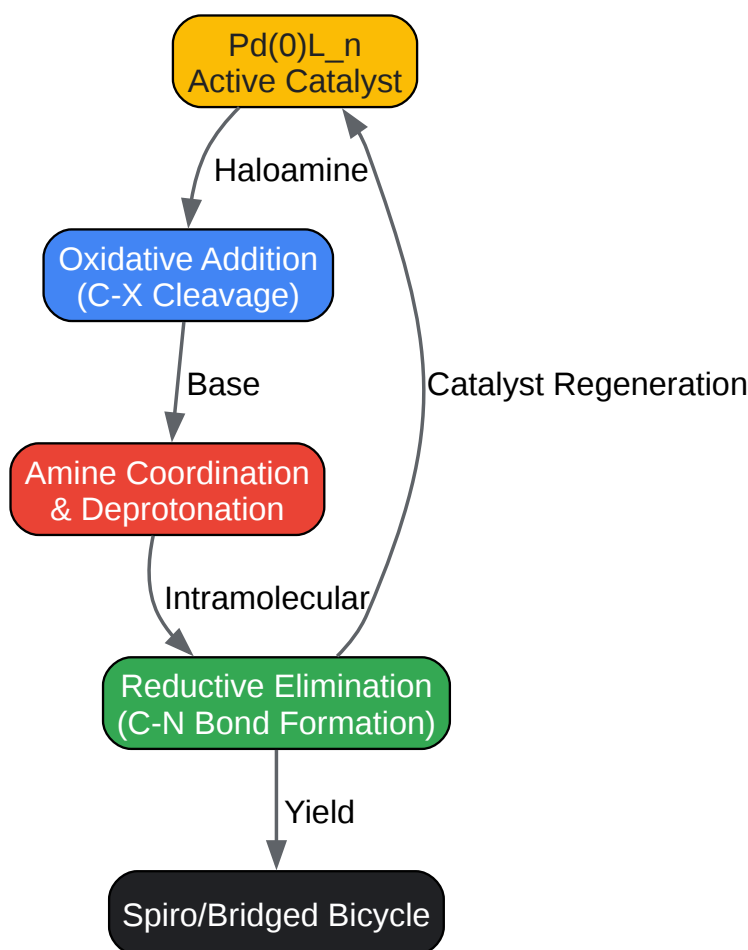 Pd(0)L_n
Active Catalyst
Haloamine
Oxidative Addition
(C-X Cleavage)
Base
Catalyst Regeneration
Amine Coordination
& Deprotonation
Intramolecular
Reductive Elimination
(C-N Bond Formation)
Yield
Spiro/Bridged Bicycle